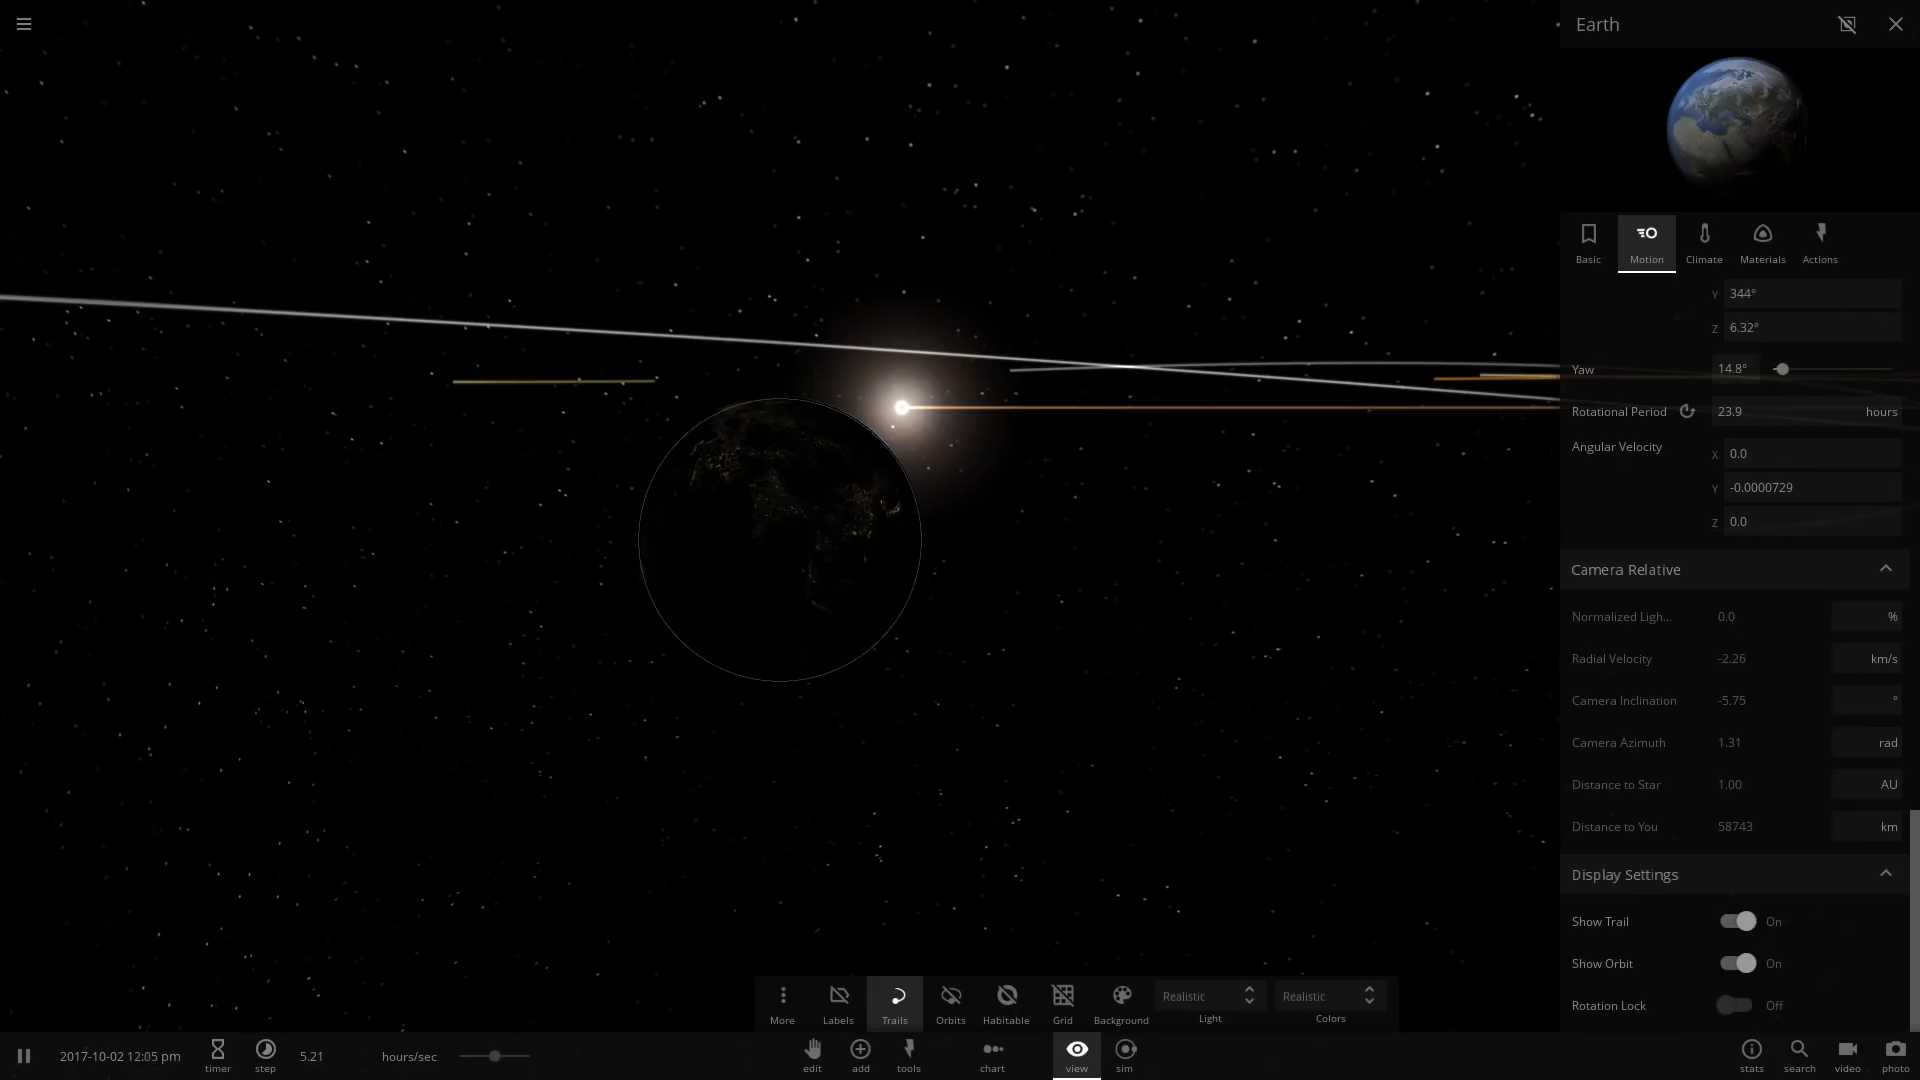 Earth
Basic
Motion
Climate
Materials
Actions
Y 344°
Z 6.32°
Yaw 14.8°
Rotational Period 23.9 hours
Angular Velocity X 0.0
Y -0.0000729
Z 0.0
Camera Relative
Normalized Ligh... 0.0 %
Radial Velocity -2.26 km/s
Camera Inclination -5.75 °
Camera Azimuth 1.31 rad
Distance to Star 1.00 AU
Distance to You 58743 km
Display Settings
Show Trail On
Show Orbit On
Rotation Lock Off
More
Labels
Trails
Orbits
Habitable
Grid
Background
Realistic
Light
Realistic
Colors
2017-10-02 12:05 pm
timer
step
5.21 hours/sec
edit
add
tools
chart
view
sim
stats
search
video
photo